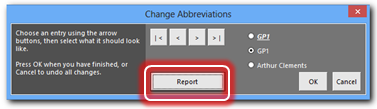 Change Abbreviations
Choose an entry using the arrow
buttons, then select what it should look
like.
Press OK when you have finished, or
Cancel to undo all changes.
|< < > >|
GP1
GP1
Arthur Clements
Report
OK Cancel